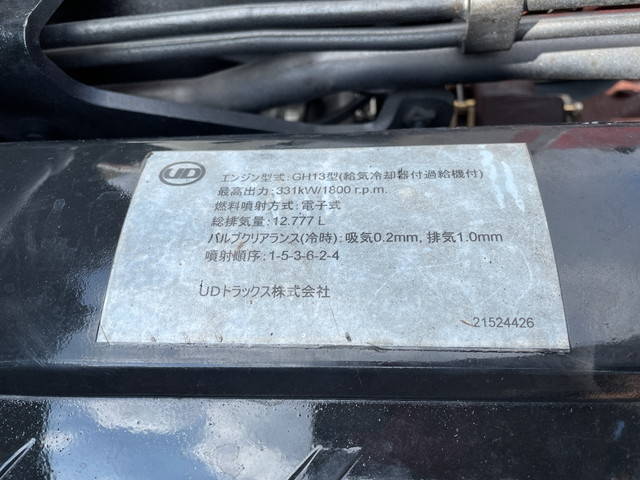 UD
エンジン型式:GH13型(給気冷却器付過給機付)
最高出力:331kW/1800 r.p.m.
燃料噴射方式:電子式
総排気量:12.777 L
バルブクリアランス(冷時):吸気0.2mm, 排気1.0mm
噴射順序:1-5-3-6-2-4
UDトラックス株式会社
21524426